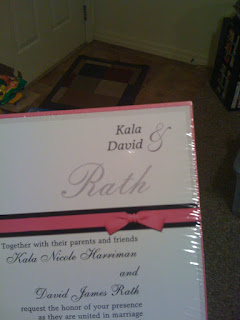 Kala &
David
Rath
Together with their parents and friends
Kala Nicole Harriman
and
David James Rath
request the honor of your presence
as they are united in marriage